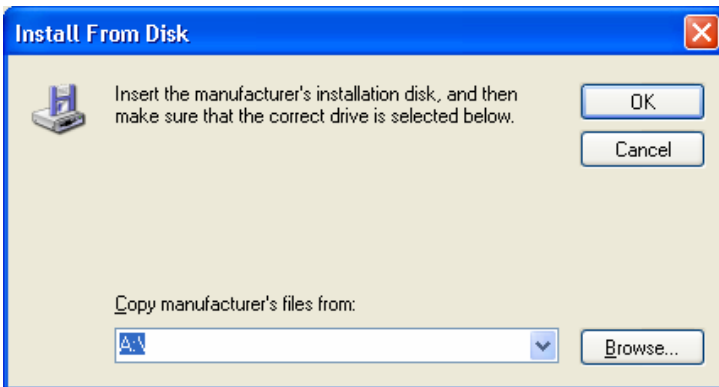 Install From Disk
Insert the manufacturer's installation disk, and then
make sure that the correct drive is selected below.
OK
Cancel
Copy manufacturer's files from:
A:\
Browse...